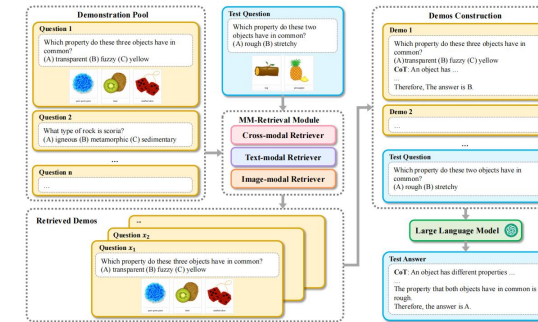 Demonstration Pool
Question 1
Which property do these three objects have in
common?
(A) transparent (B) fuzzy (C) yellow
Question 2
What type of rock is scoria?
(A) igneous (B) metamorphic (C) sedimentary
...
Question n
...
Test Question
Which property do these two
objects have in common?
(A) rough (B) stretchy
MM-Retrieval Module
Cross-modal Retriever
Text-modal Retriever
Image-modal Retriever
Retrieved Demos
...
Question x2
Question x1
Which property do these three objects have in common?
(A) transparent (B) fuzzy (C) yellow
Demos Construction
Demo 1
Which property do these three objects have in
common?
(A)transparent (B) fuzzy (C) yellow
CoT: An object has ...
...
Therefore, The answer is B.
Demo 2
...
...
Test Question
Which property do these two objects have in
common?
(A) rough (B) stretchy
Large Language Model
Test Answer
CoT: An object has different properties ...
...
The property that both objects have in common is
rough.
Therefore, the answer is A.